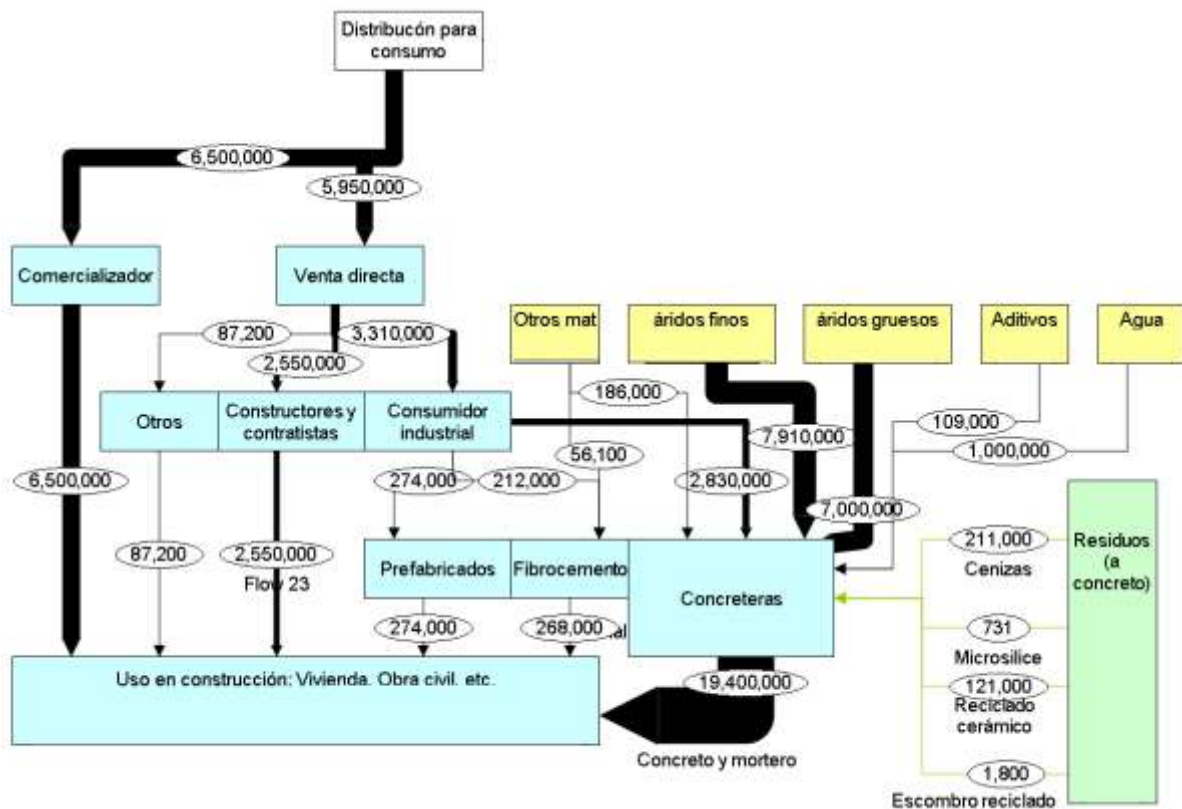 Distribucón para
consumo
6,500,000
5,950,000
Comercializador
Venta directa
Otros mat
áridos finos
áridos gruesos
Aditivos
Agua
87,200
3,310,000
2,550,000
186,000
Otros
Constructores y
contratistas
Consumidor
industrial
109,000
7,910,000
1,000,000
56,100
6,500,000
274,000
212,000
2,830,000
7,000,000
87,200
2,550,000
Flow 23
Prefabricados
Fibrocemento
Concreteras
211,000
Cenizas
Residuos
(a
concreto)
274,000
268,000
731
Microsilice
Uso en construcción: Vivienda. Obra civil. etc.
19,400,000
121,000
Reciclado
cerámico
Concreto y mortero
1,800
Escombro reciclado